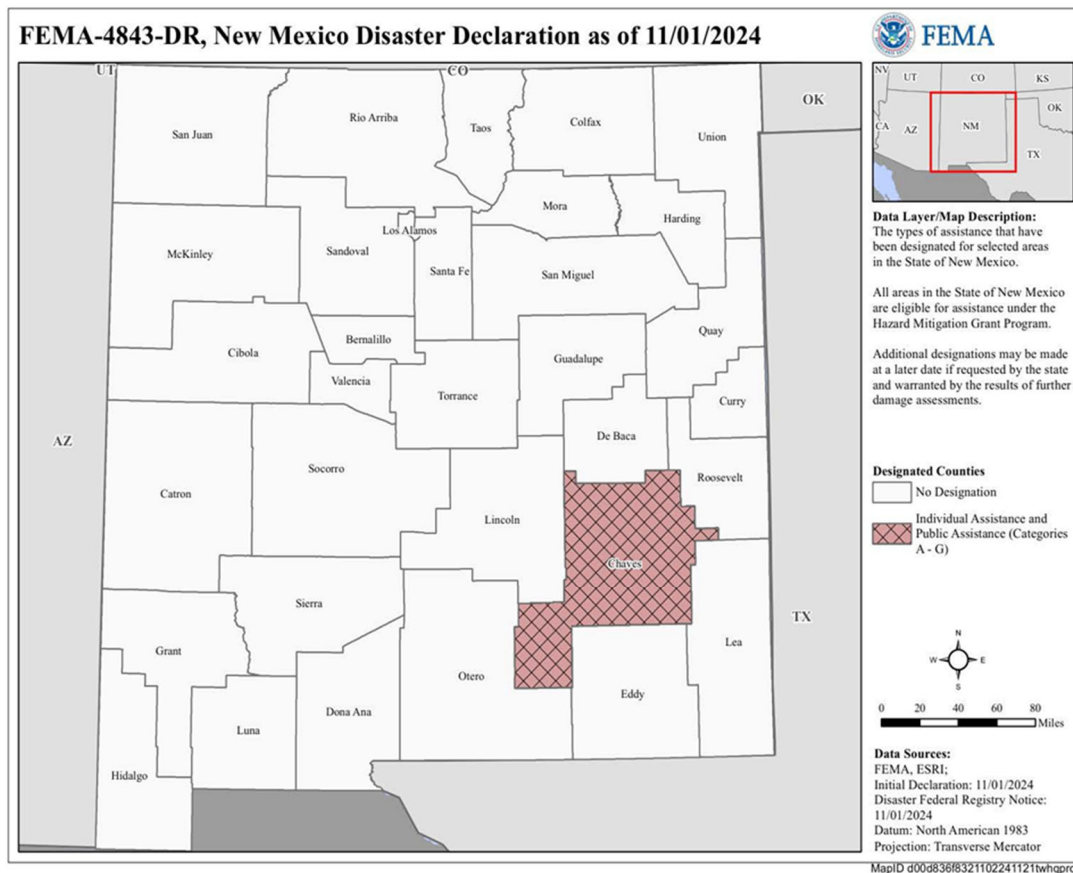 FEMA-4843-DR, New Mexico Disaster Declaration as of 11/01/2024
FEMA
UT
CO
OK
San Juan
Rio Arriba
Taos
Colfax
Union
Mora
Harding
Los Alamos
McKinley
Sandoval
Santa Fe
San Miguel
Quay
Bernalillo
Cibola
Guadalupe
Valencia
Torrance
Curry
AZ
De Baca
Socorro
Roosevelt
Catron
Lincoln
Chaves
Sierra
TX
Lea
Grant
Otero
Eddy
Dona Ana
Luna
Hidalgo
NV
UT
CO
KS
OK
CA
AZ
NM
TX
Data Layer/Map Description:
The types of assistance that have
been designated for selected areas
in the State of New Mexico.
All areas in the State of New Mexico
are eligible for assistance under the
Hazard Mitigation Grant Program.
Additional designations may be made
at a later date if requested by the state
and warranted by the results of further
damage assessments.
Designated Counties
No Designation
Individual Assistance and
Public Assistance (Categories
A - G)
N
W
E
S
0 20 40 60 80
Miles
Data Sources:
FEMA, ESRI;
Initial Declaration: 11/01/2024
Disaster Federal Registry Notice:
11/01/2024
Datum: North American 1983
Projection: Transverse Mercator
MapID d00d836f8321102241121twhqpro